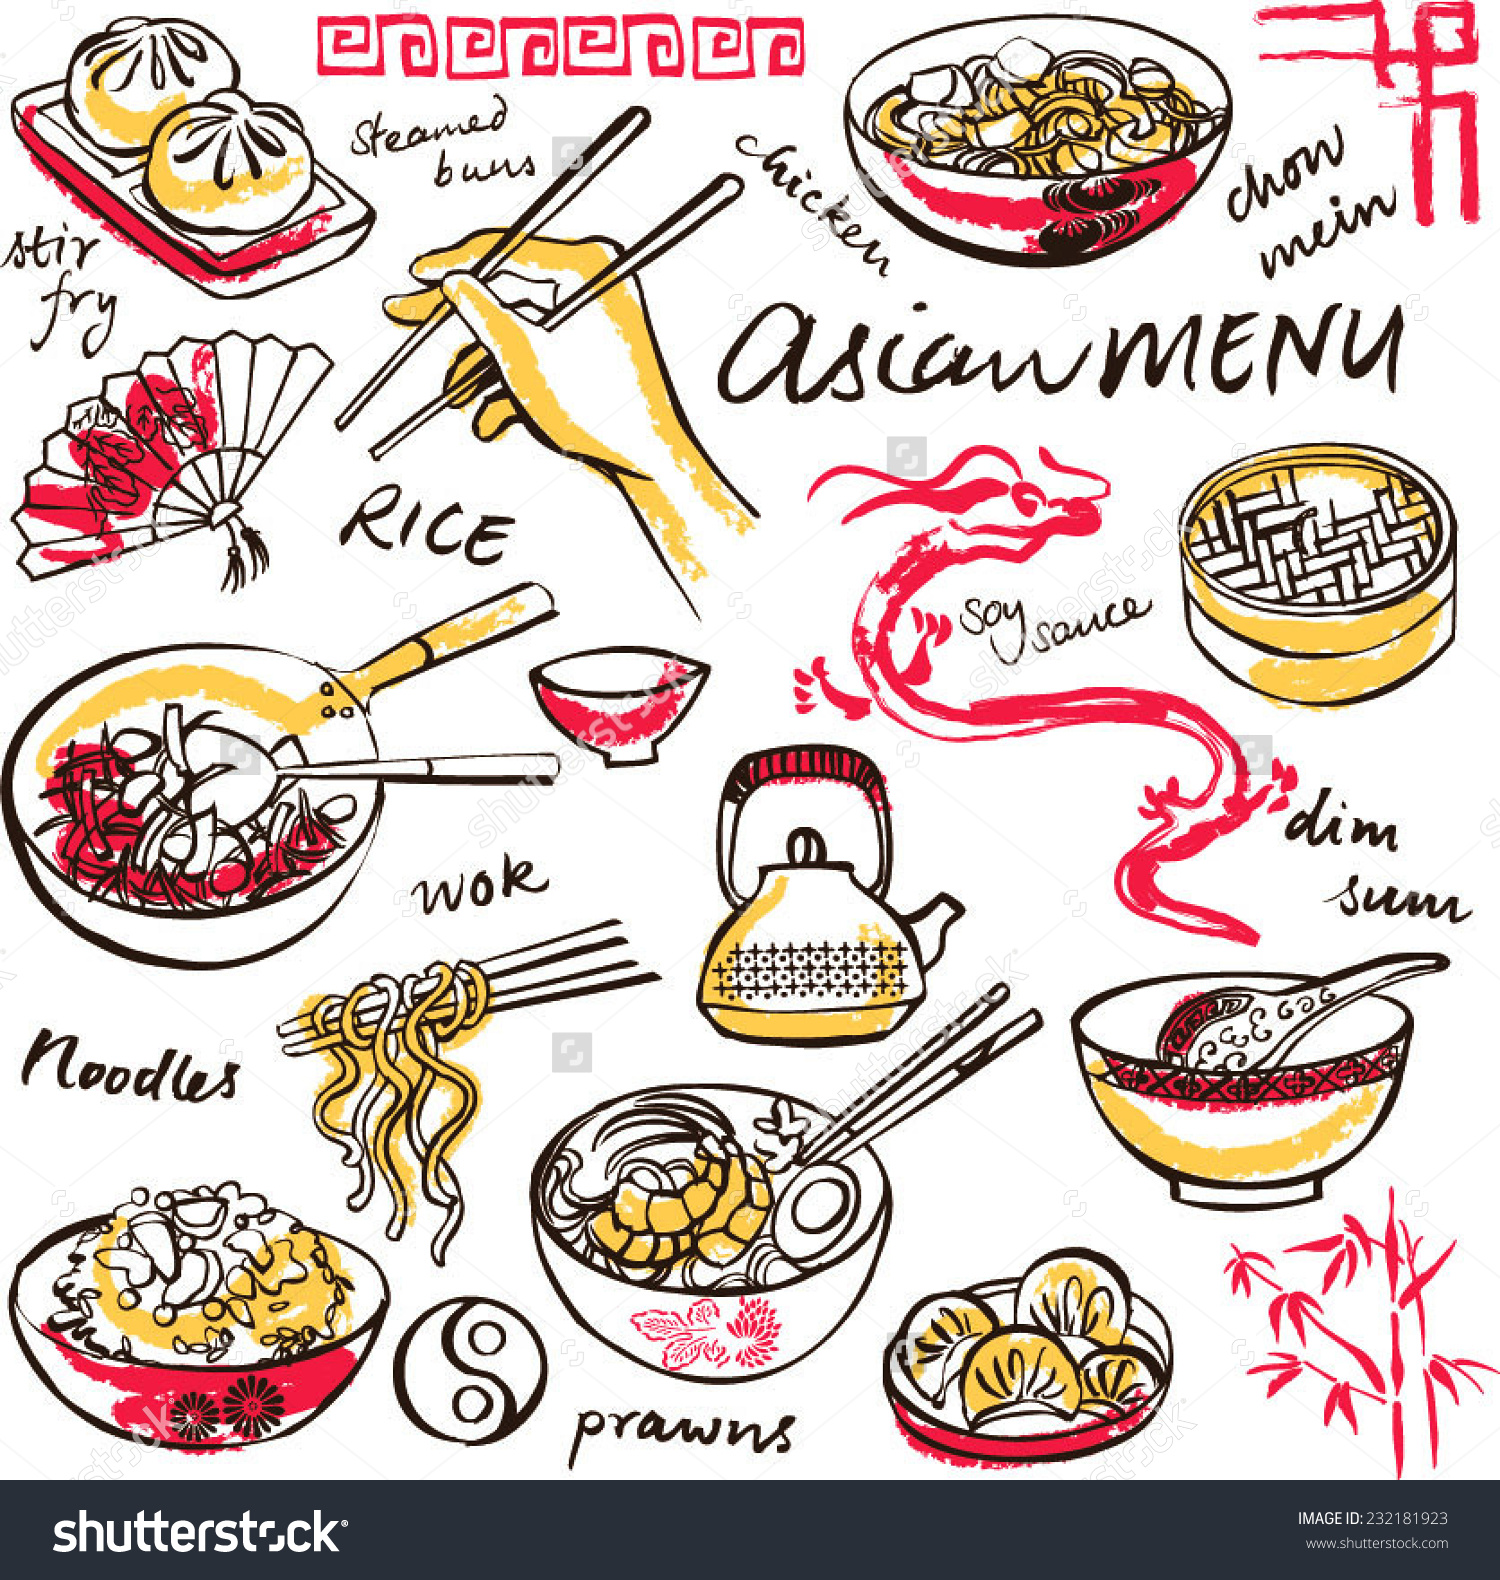 steamed
buns
chicken
chow
mein
stir
fry
asian MENU
RICE
soy sauce
dim
sum
wok
Noodles
prawns
shutterstock
IMAGE ID: 232181923
www.shutterstock.com